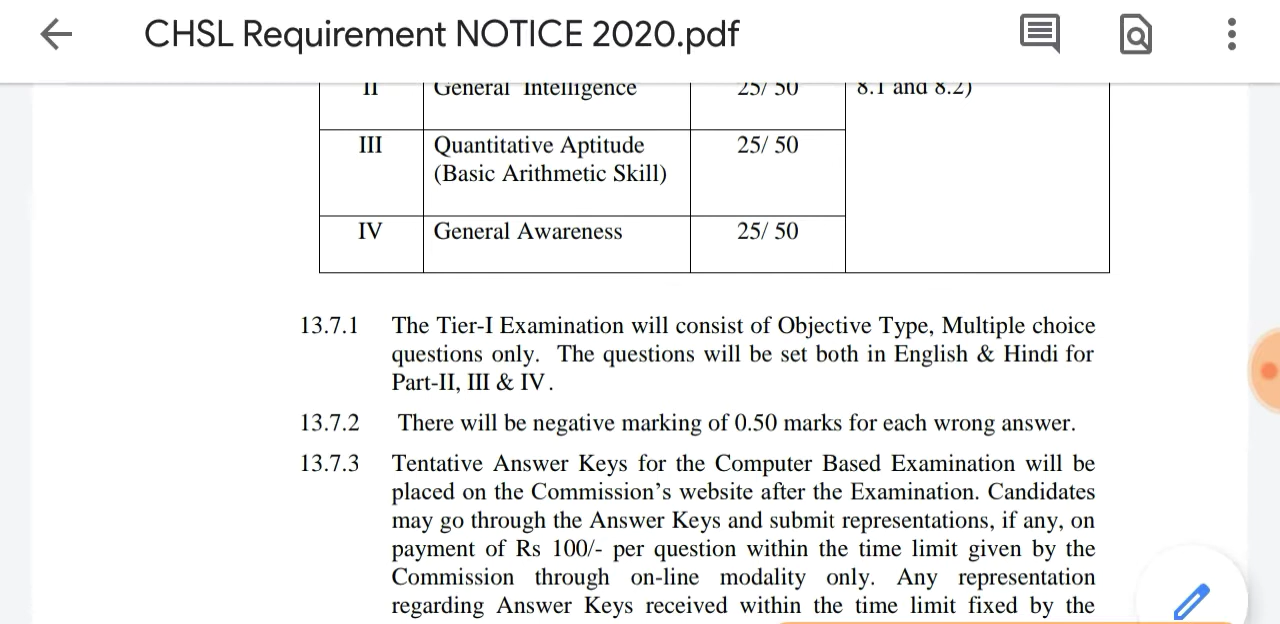 CHSL Requirement NOTICE 2020.pdf
II General Intelligence 25/ 50 8.1 and 8.2)
III Quantitative Aptitude 25/ 50
(Basic Arithmetic Skill)
IV General Awareness 25/ 50
13.7.1 The Tier-I Examination will consist of Objective Type, Multiple choice
questions only. The questions will be set both in English & Hindi for
Part-II, III & IV.
13.7.2 There will be negative marking of 0.50 marks for each wrong answer.
13.7.3 Tentative Answer Keys for the Computer Based Examination will be
placed on the Commission's website after the Examination. Candidates
may go through the Answer Keys and submit representations, if any, on
payment of Rs 100/- per question within the time limit given by the
Commission through on-line modality only. Any representation
regarding Answer Keys received within the time limit fixed by the